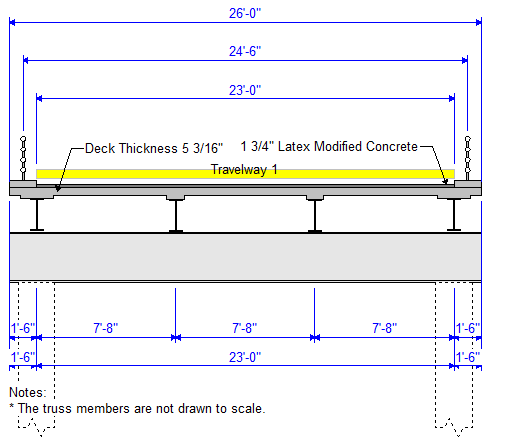 26'-0"
24'-6"
23'-0"
Deck Thickness 5 3/16" 1 3/4" Latex Modified Concrete
Travelway 1
1'-6" 7'-8" 7'-8" 7'-8" 1'-6"
1'-6" 23'-0" 1'-6"
Notes:
* The truss members are not drawn to scale.